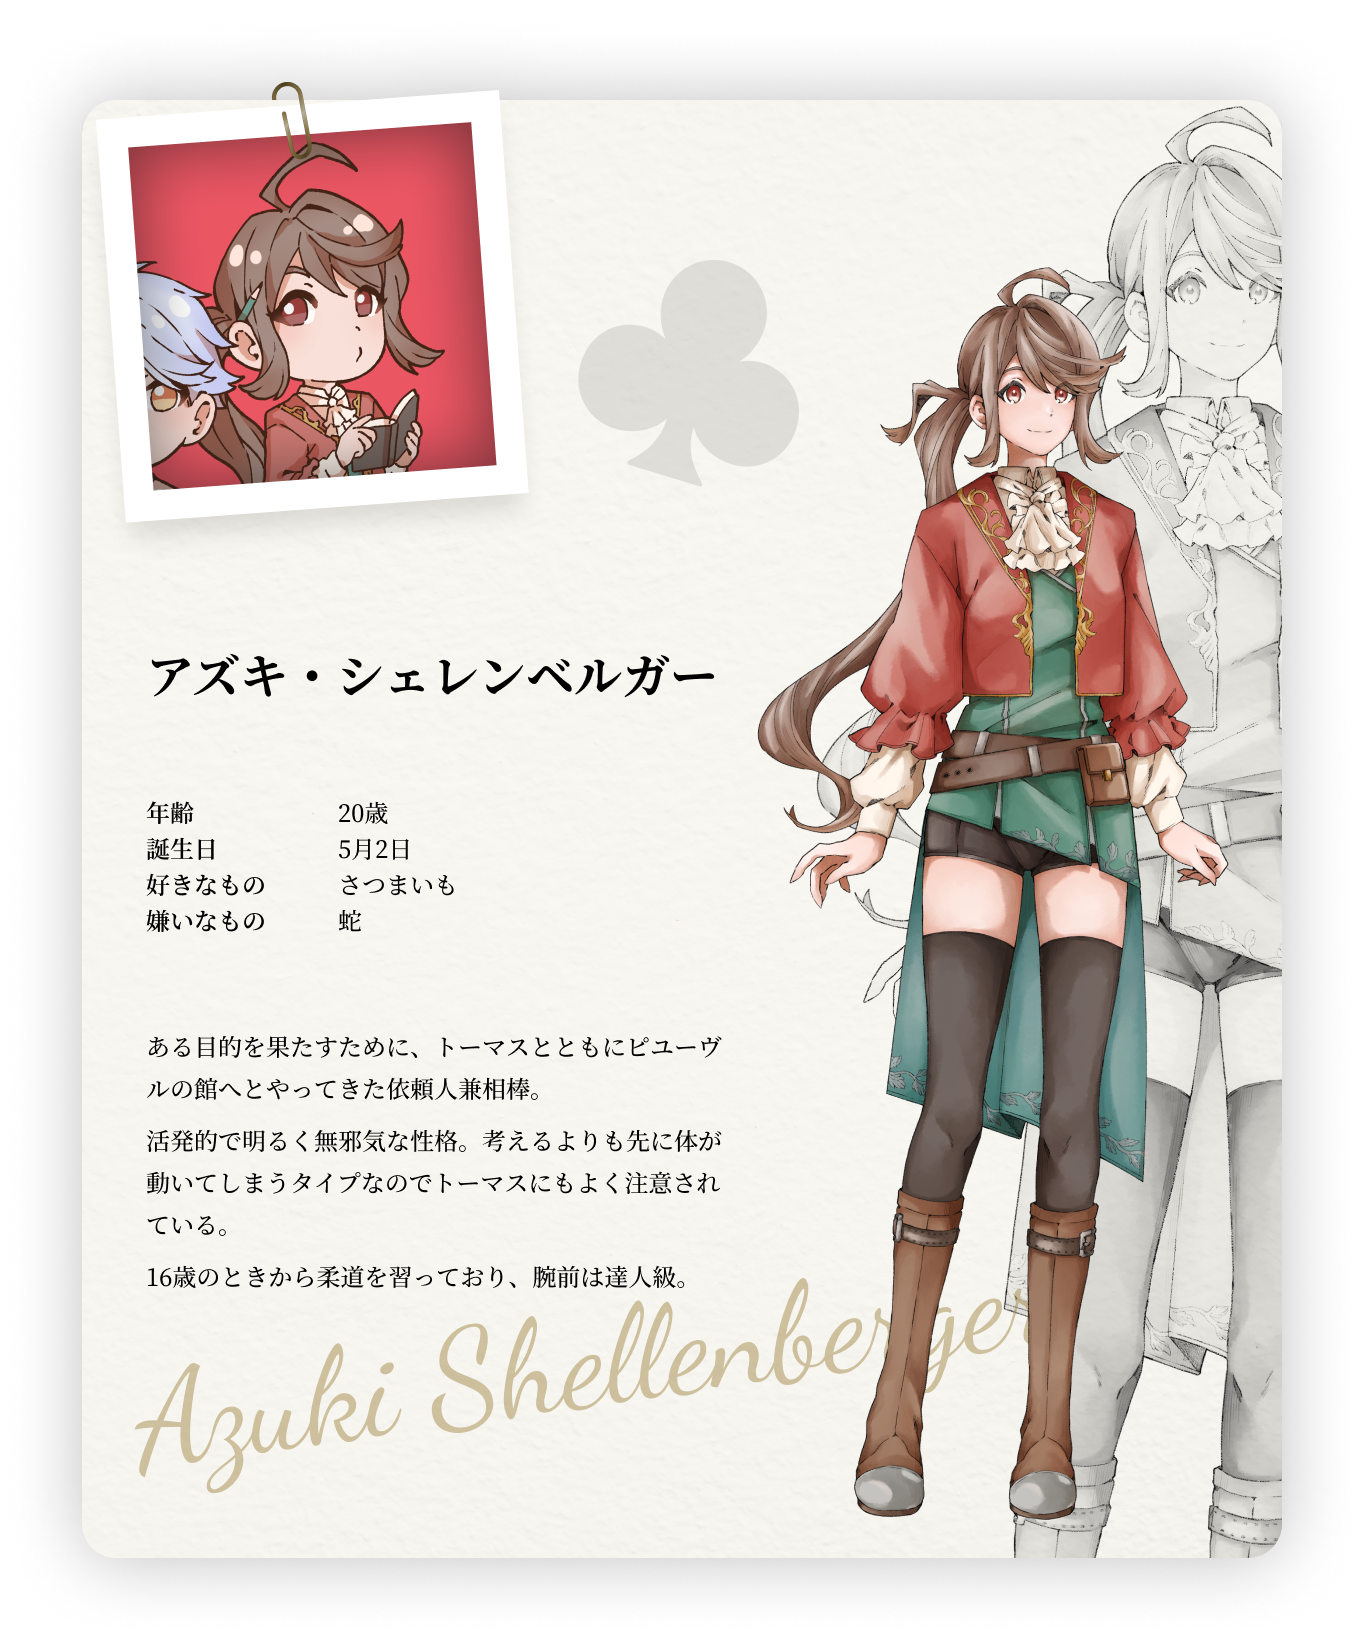 アズキ・シェレンベルガー
年齢 20歳
誕生日 5月2日
好きなもの さつまいも
嫌いなもの 蛇
ある目的を果たすために、トーマスとともにピユーヴ
ルの館へとやってきた依頼人兼相棒。
活発的で明るく無邪気な性格。考えるよりも先に体が
動いてしまうタイプなのでトーマスにもよく注意され
ている。
16歳のときから柔道を習っており、腕前は達人級。
Azuki Shellenberger